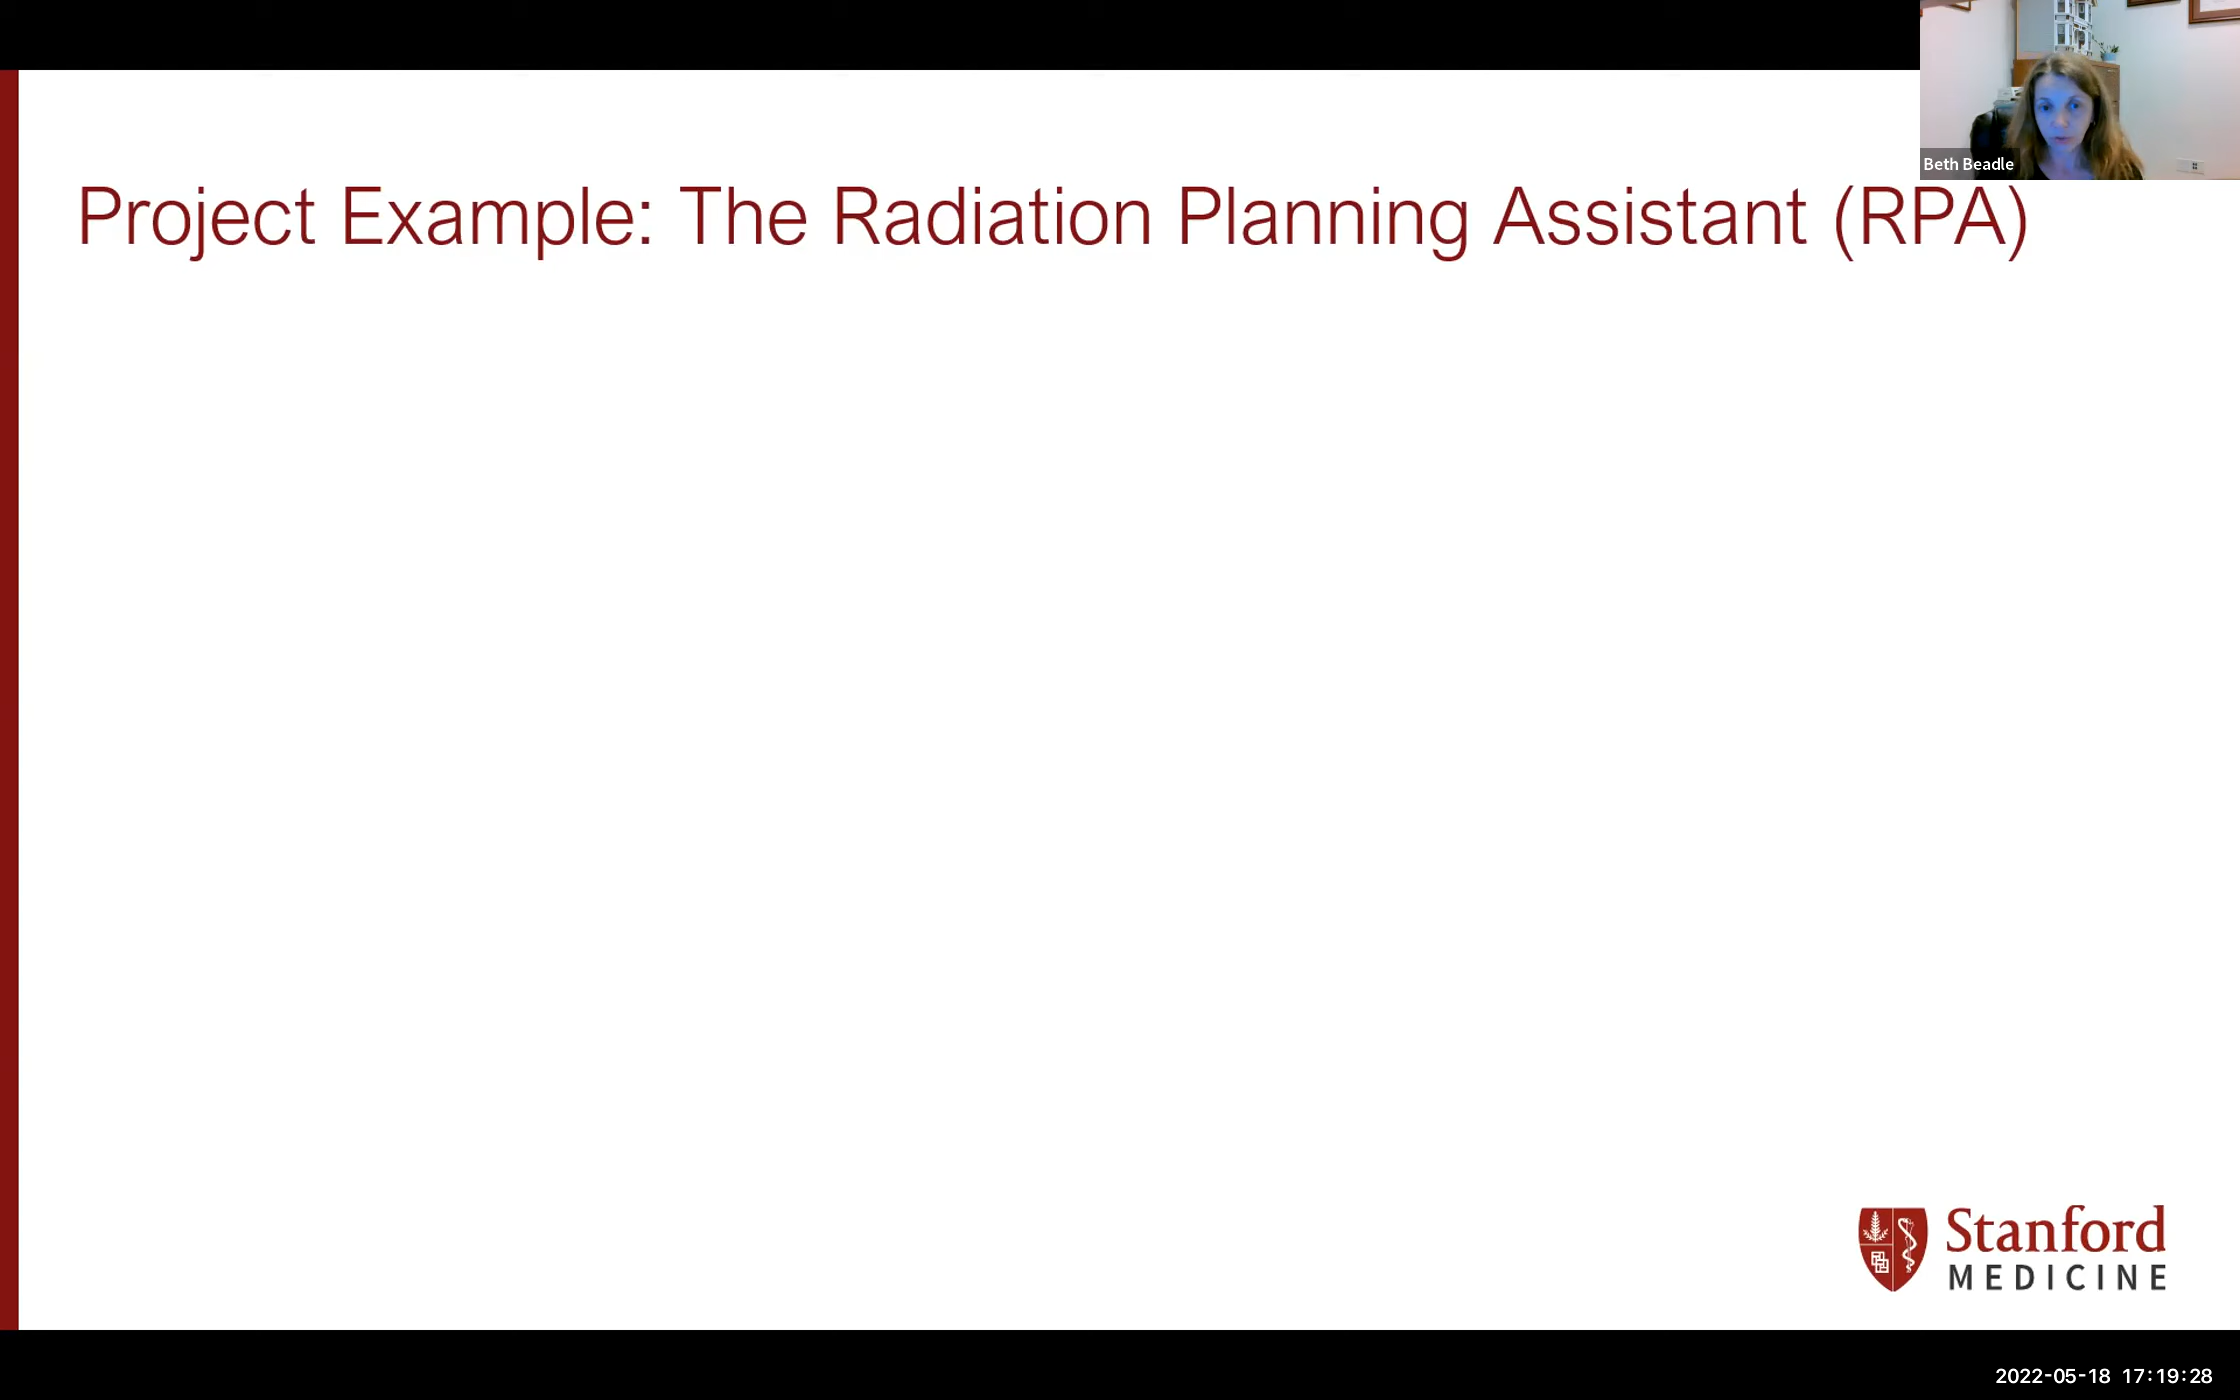 Beth Beadle
Project Example: The Radiation Planning Assistant (RPA)
Stanford
MEDICINE
2022-05-18 17:19:28